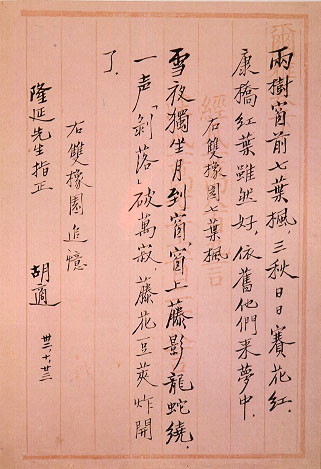 兩樹窗前七葉楓，三秋日日賽花紅．
康橋紅葉雖然好，依舊他們來夢中．
右雙橡園七葉楓
雪夜獨坐月到窗，窗上藤影龍蛇繞，
一声「剝落」破萬寂，藤花豆莢炸開
了．
右雙橡園追憶
隆延先生指正
胡適
卅三，十，廿三